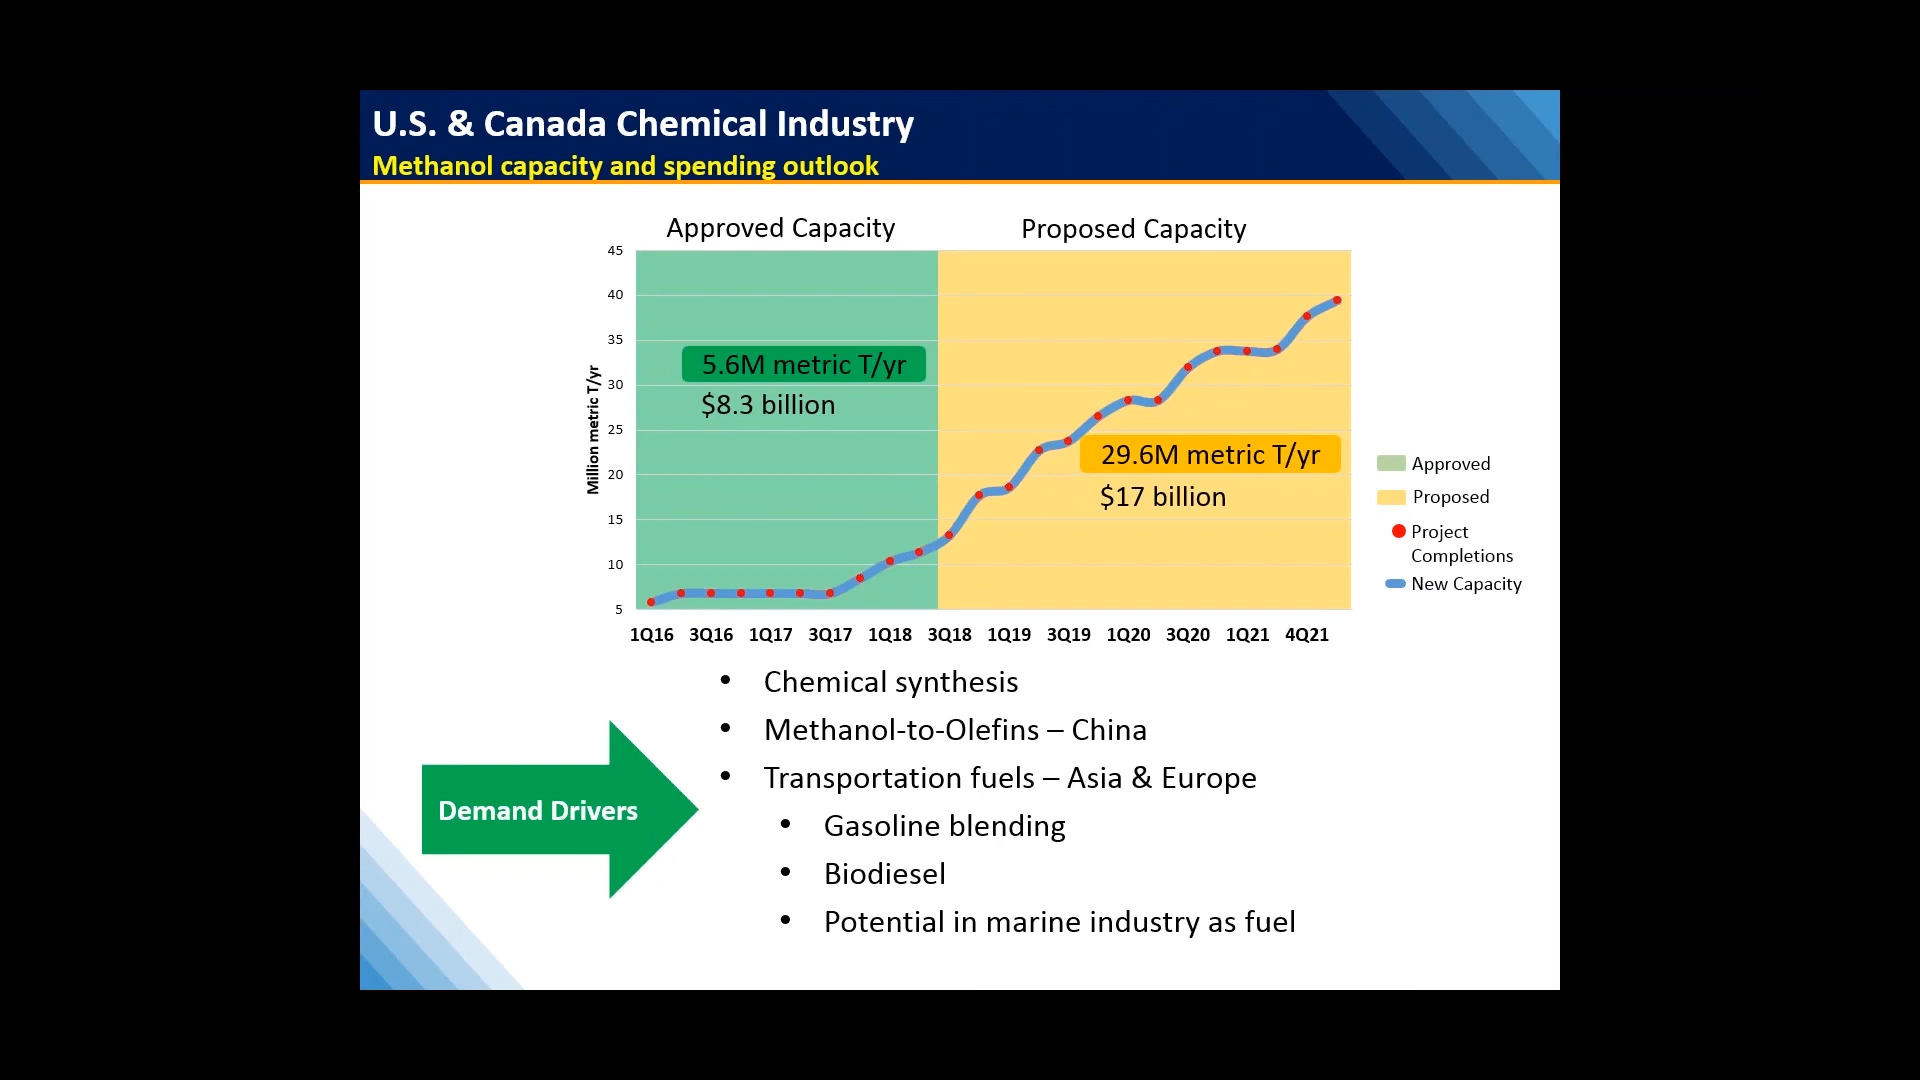 U.S. & Canada Chemical Industry
Methanol capacity and spending outlook
Approved Capacity
Proposed Capacity
45
40
35
30
25
20
15
10
5
Million metric T/yr
5.6M metric T/yr
$8.3 billion
29.6M metric T/yr
$17 billion
Approved
Proposed
Project
Completions
New Capacity
1Q16 3Q16 1Q17 3Q17 1Q18 3Q18 1Q19 3Q19 1Q20 3Q20 1Q21 4Q21
Demand Drivers
• Chemical synthesis
• Methanol-to-Olefins – China
• Transportation fuels – Asia & Europe
• Gasoline blending
• Biodiesel
• Potential in marine industry as fuel